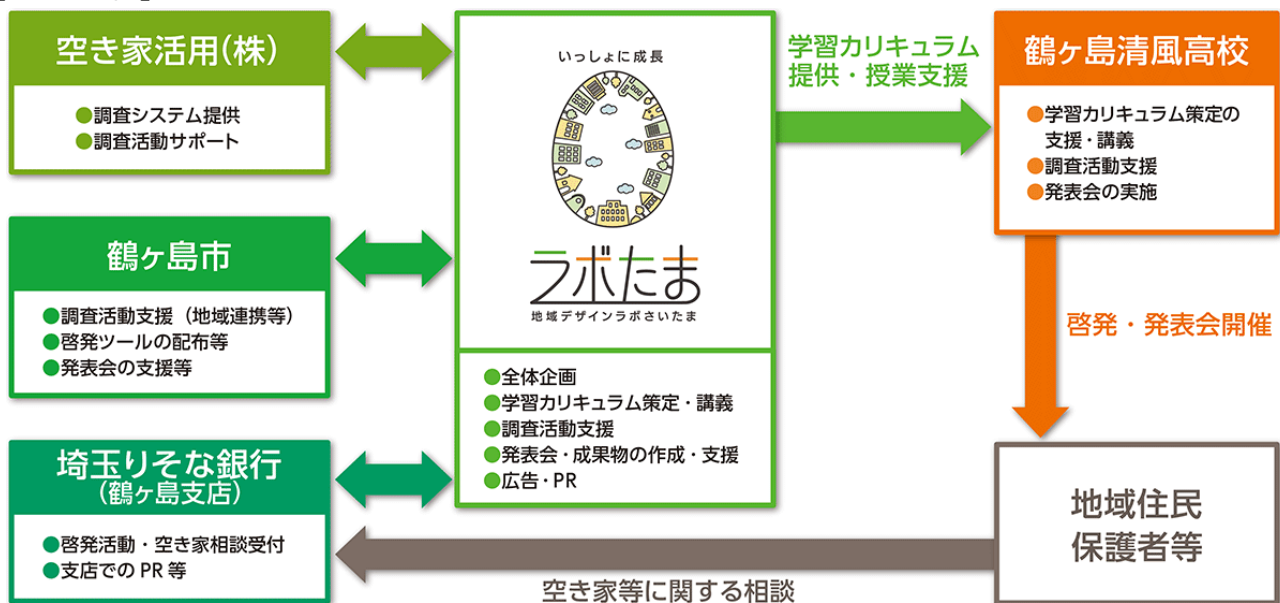 空き家活用(株)
●調査システム提供
●調査活動サポート
鶴ヶ島市
●調査活動支援（地域連携等）
●啓発ツールの配布等
●発表会の支援等
埼玉りそな銀行
(鶴ヶ島支店)
●啓発活動・空き家相談受付
●支店でのPR等
いっしょに成長
ラボたま
地域デザインラボさいたま
●全体企画
●学習カリキュラム策定・講義
●調査活動支援
●発表会・成果物の作成・支援
●広告・PR
学習カリキュラム
提供・授業支援
鶴ヶ島清風高校
●学習カリキュラム策定の
支援・講義
●調査活動支援
●発表会の実施
啓発・発表会開催
地域住民
保護者等
空き家等に関する相談